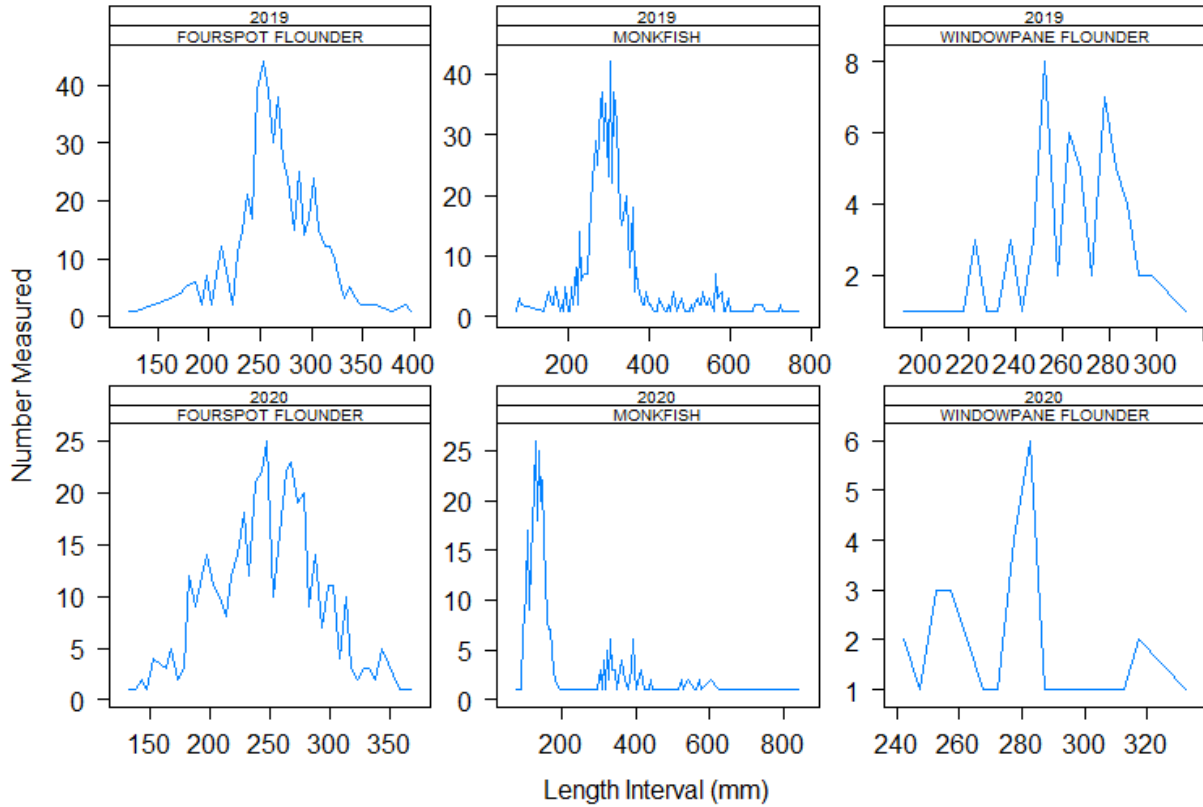 2019
FOURSPOT FLOUNDER
2019
MONKFISH
2019
WINDOWPANE FLOUNDER
40
30
20
10
0
150 200 250 300 350 400
40
30
20
10
0
200 400 600 800
8
6
4
2
200 220 240 260 280 300
2020
FOURSPOT FLOUNDER
2020
MONKFISH
2020
WINDOWPANE FLOUNDER
25
20
15
10
5
0
150 200 250 300 350
25
20
15
10
5
0
200 400 600 800
6
5
4
3
2
1
240 260 280 300 320
Number Measured
Length Interval (mm)